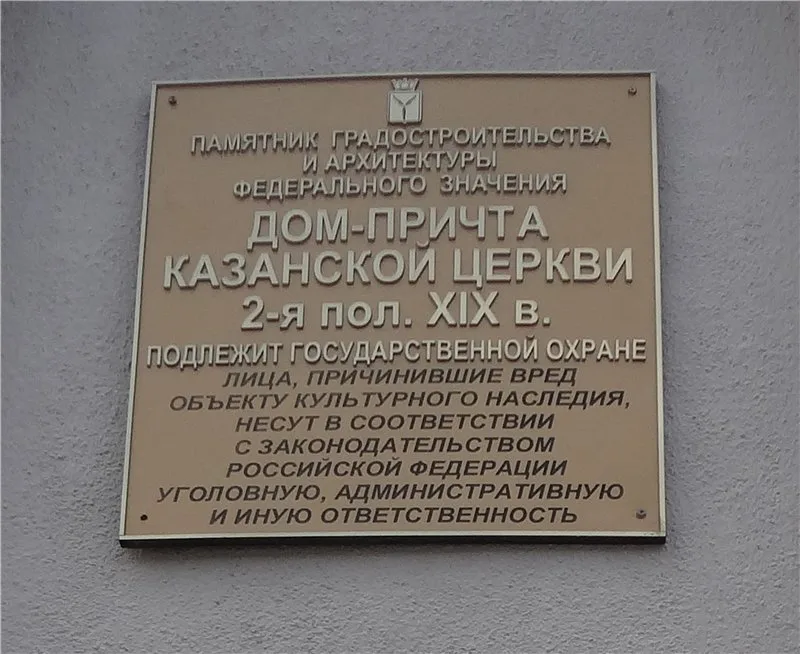 ПАМЯТНИК ГРАДОСТРОИТЕЛЬСТВА
И АРХИТЕКТУРЫ
ФЕДЕРАЛЬНОГО ЗНАЧЕНИЯ
ДОМ-ПРИЧТА
КАЗАНСКОЙ ЦЕРКВИ
2-я пол. XIX в.
ПОДЛЕЖИТ ГОСУДАРСТВЕННОЙ ОХРАНЕ
ЛИЦА, ПРИЧИНИВШИЕ ВРЕД
ОБЪЕКТУ КУЛЬТУРНОГО НАСЛЕДИЯ,
НЕСУТ В СООТВЕТСТВИИ
С ЗАКОНОДАТЕЛЬСТВОМ
РОССИЙСКОЙ ФЕДЕРАЦИИ
УГОЛОВНУЮ, АДМИНИСТРАТИВНУЮ
И ИНУЮ ОТВЕТСТВЕННОСТЬ